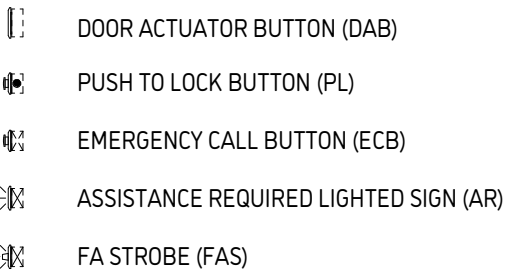 DOOR ACTUATOR BUTTON (DAB)
PUSH TO LOCK BUTTON (PL)
EMERGENCY CALL BUTTON (ECB)
ASSISTANCE REQUIRED LIGHTED SIGN (AR)
FA STROBE (FAS)